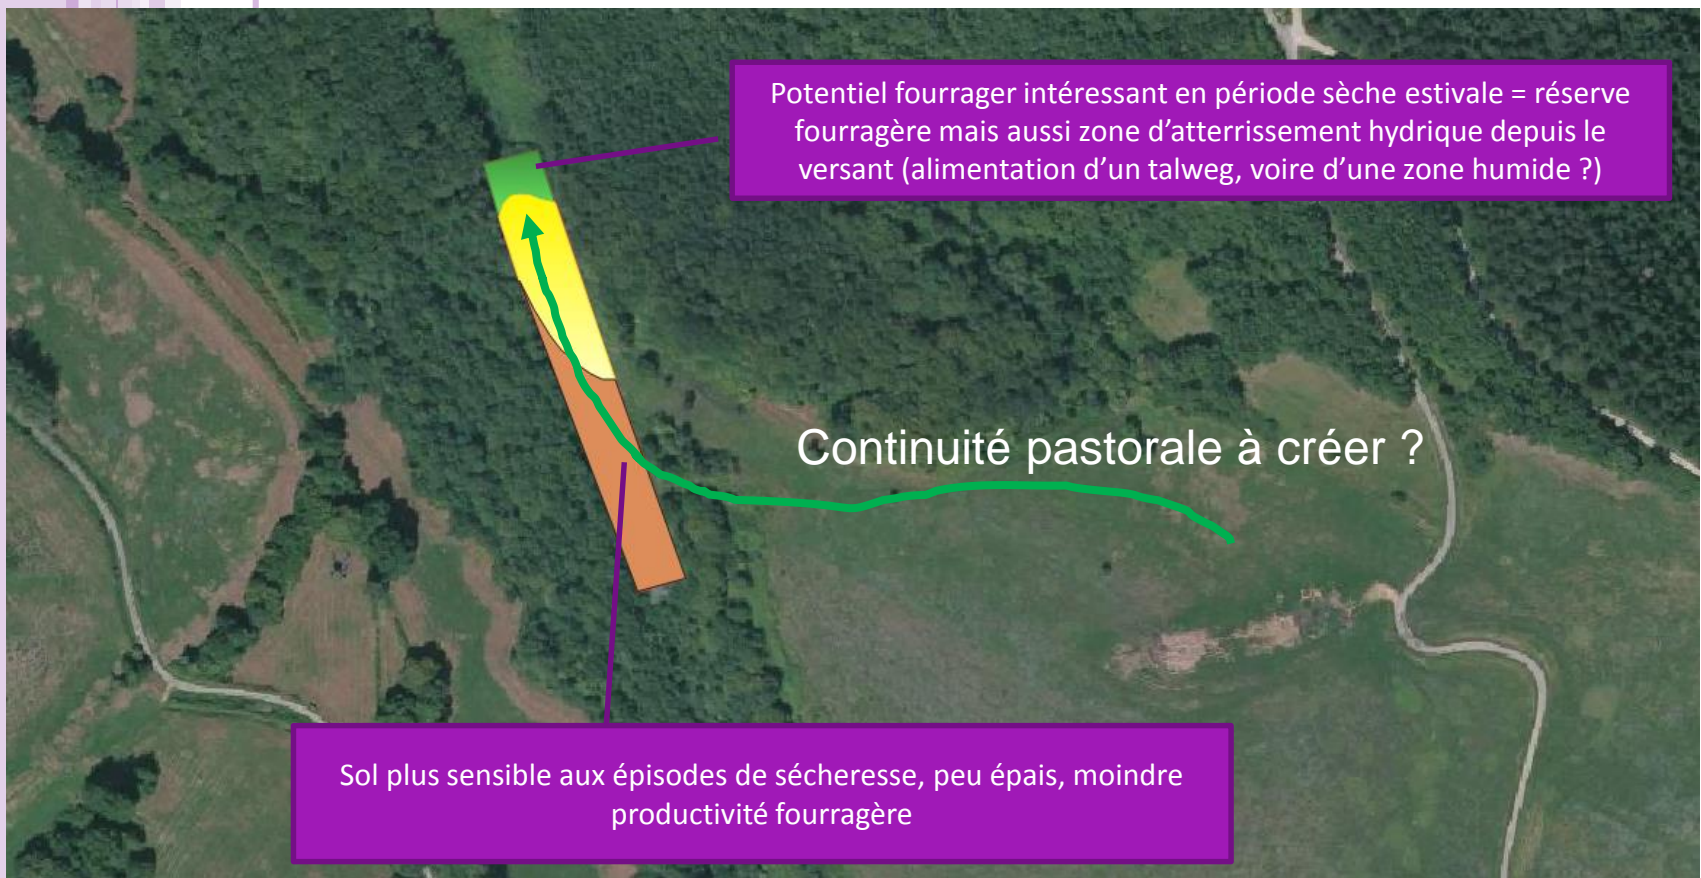 Potentiel fourrager intéressant en période sèche estivale = réserve
fourragère mais aussi zone d’atterrissement hydrique depuis le
versant (alimentation d’un talweg, voire d’une zone humide ?)
Continuité pastorale à créer ?
Sol plus sensible aux épisodes de sécheresse, peu épais, moindre
productivité fourragère